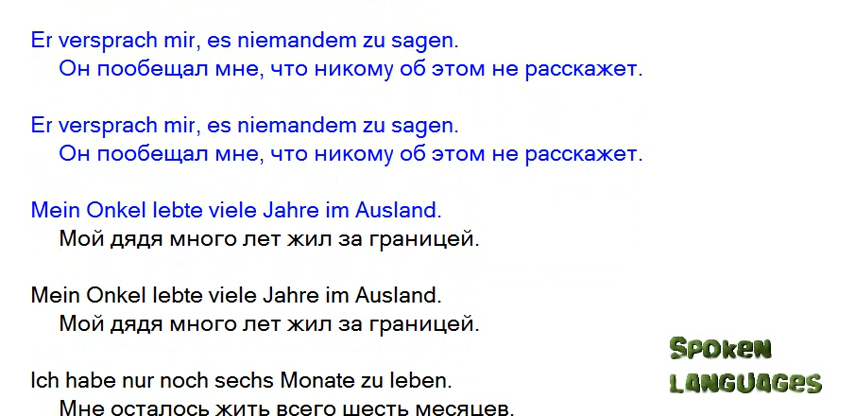 Er versprach mir, es niemandem zu sagen.
Он пообещал мне, что никому об этом не расскажет.
Er versprach mir, es niemandem zu sagen.
Он пообещал мне, что никому об этом не расскажет.
Mein Onkel lebte viele Jahre im Ausland.
Мой дядя много лет жил за границей.
Mein Onkel lebte viele Jahre im Ausland.
Мой дядя много лет жил за границей.
Ich habe nur noch sechs Monate zu leben.
Мне осталось жить всего шесть месяцев.
Spoken
Languages